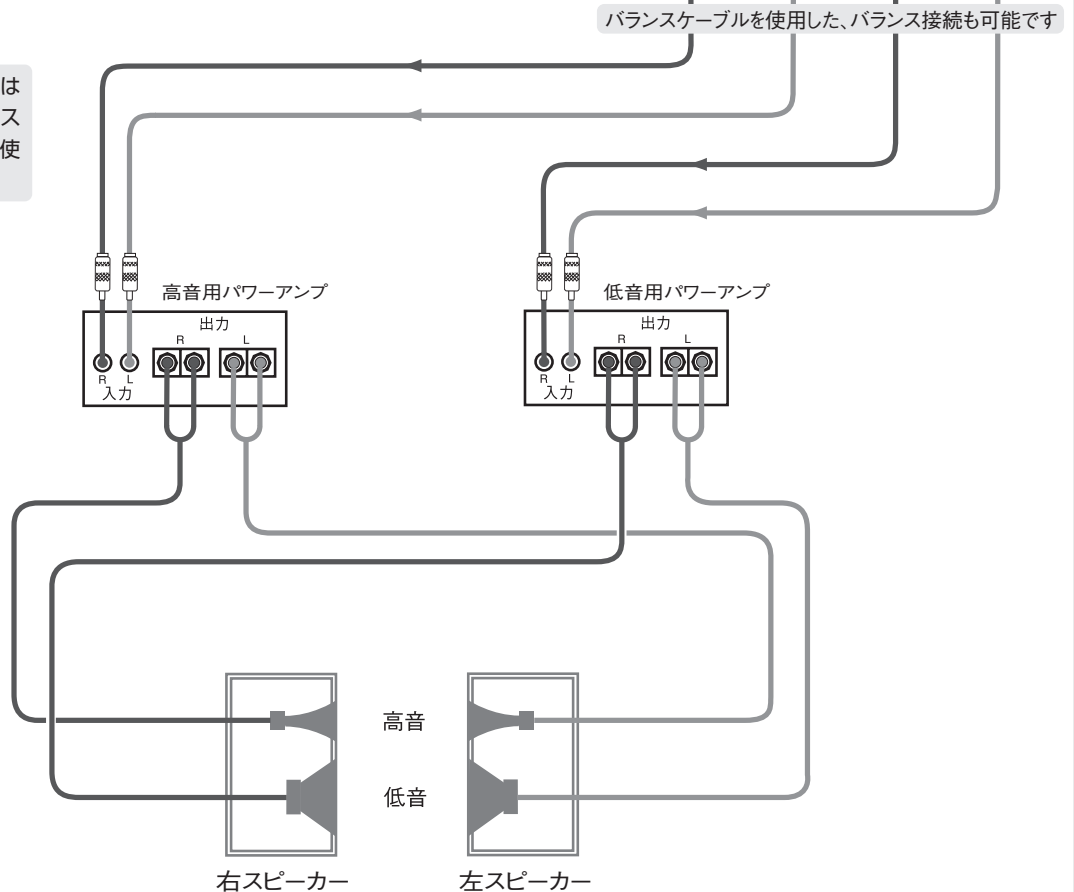 バランスケーブルを使用した、バランス接続も可能です
は
ス
使
高音用パワーアンプ
出力
R
L
R
L
入力
低音用パワーアンプ
出力
R
L
R
L
入力
高音
低音
右スピーカー
左スピーカー